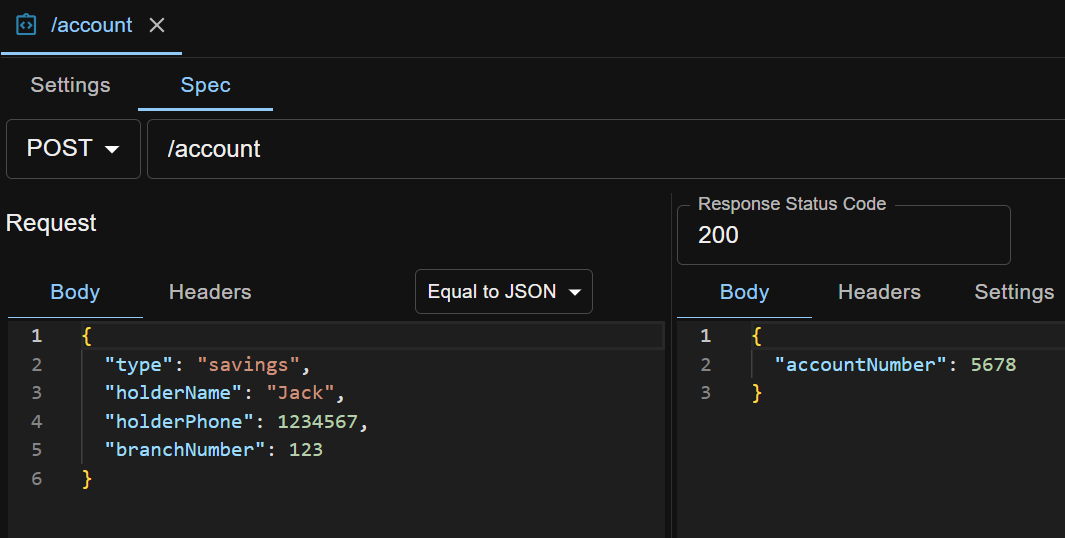 /account
Settings Spec
POST /account
Request
Body Headers Equal to JSON
1 {
2 "type": "savings",
3 "holderName": "Jack",
4 "holderPhone": 1234567,
5 "branchNumber": 123
6 }
Response Status Code
200
Body Headers Settings
1 {
2 "accountNumber": 5678
3 }